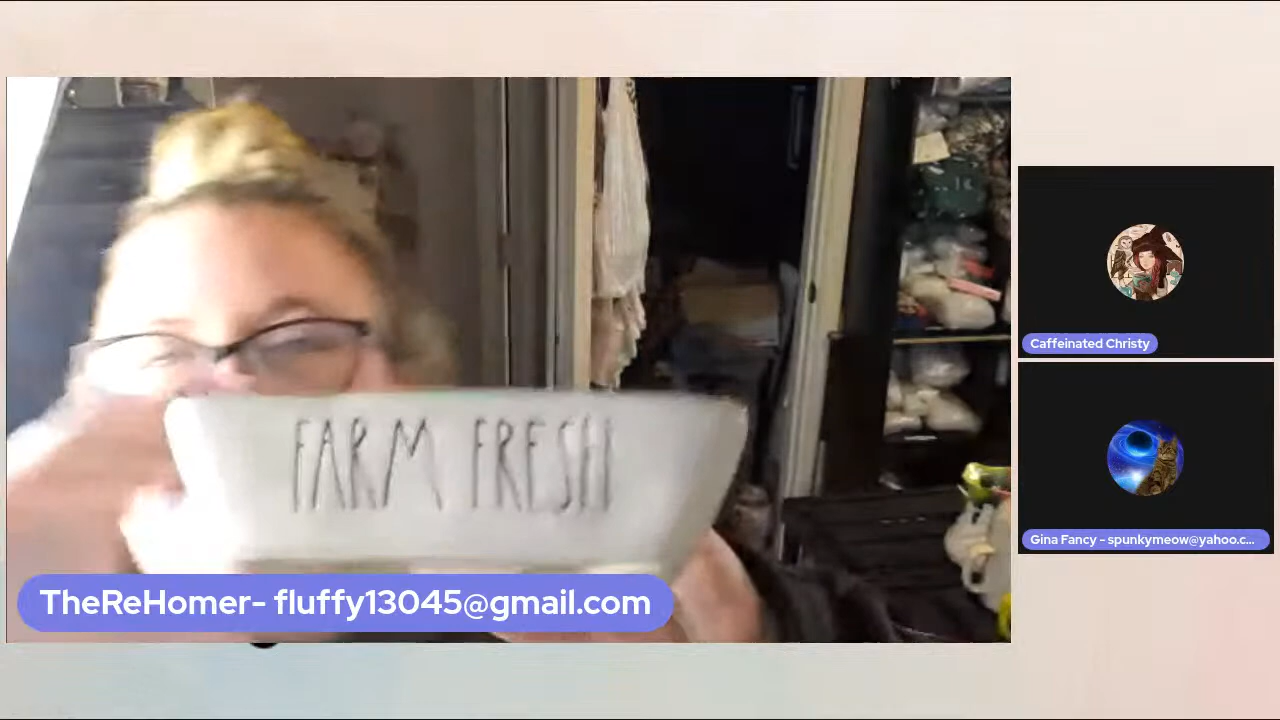 FARM FRESH
TheReHomer- fluffy13045@gmail.com
Caffeinated Christy
Gina Fancy - spunkymeow@yahoo.c...